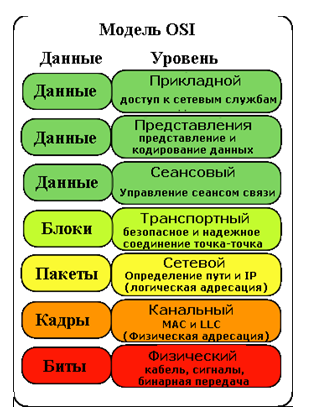 Модель OSI
Данные Уровень
Данные Прикладной
доступ к сетевым службам
Данные Представления
представление и
кодирование данных
Данные Сеансовый
Управление сеансом связи
Блоки Транспортный
безопасное и надежное
соединение точка-точка
Пакеты Сетевой
Определение пути и IP
(логическая адресация)
Кадры Канальный
MAC и LLC
(Физическая адресация)
Биты Физический
кабель, сигналы,
бинарная передача